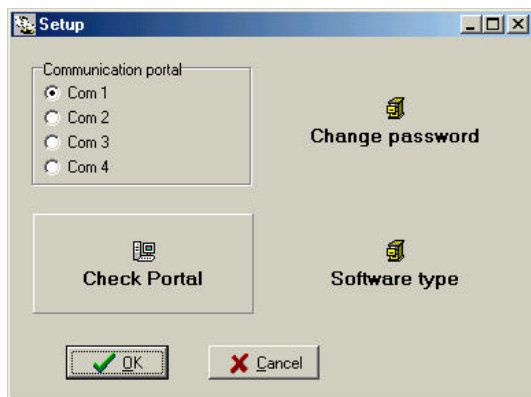 Setup
Communication portal
Com 1
Com 2
Com 3
Com 4
Change password
Check Portal
Software type
OK
Cancel